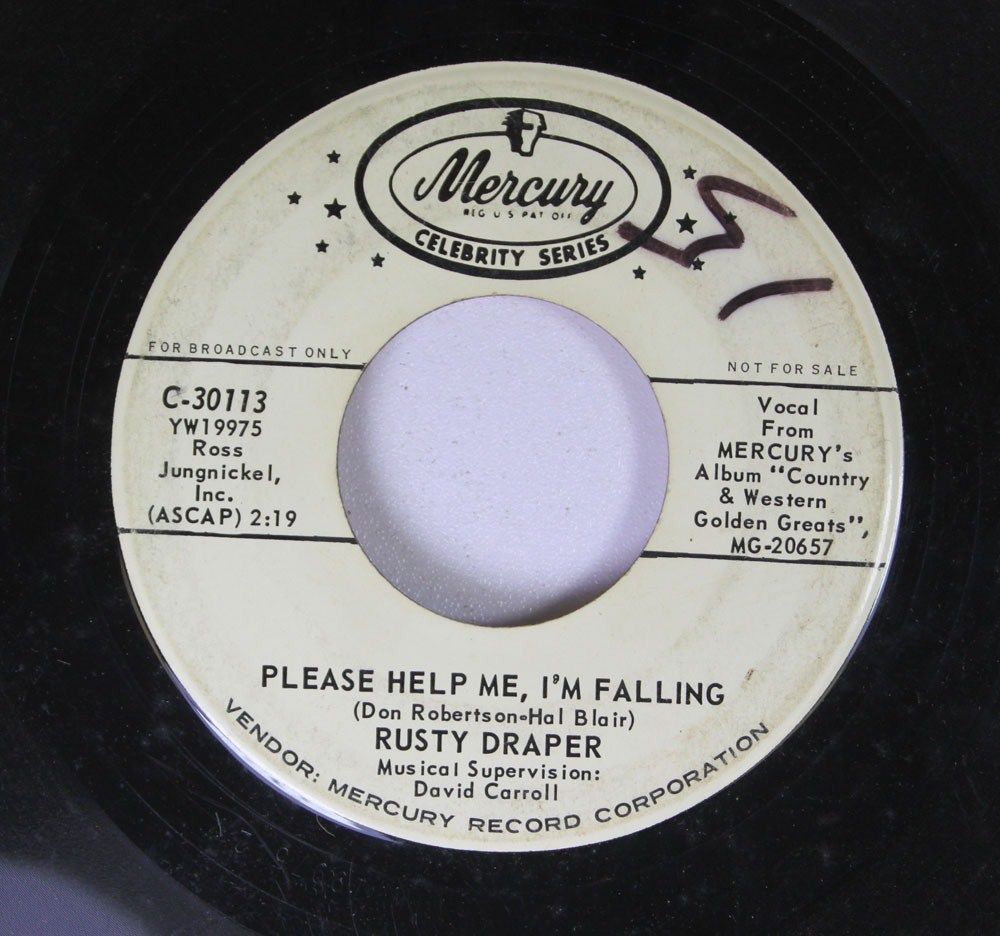 Mercury
REG U S PAT OFF
CELEBRITY SERIES
FOR BROADCAST ONLY
NOT FOR SALE
C-30113
YW19975
Ross
Jungnickel,
Inc.
(ASCAP) 2:19
Vocal
From
MERCURY's
Album "Country
& Western
Golden Greats",
MG-20657
PLEASE HELP ME, I'M FALLING
(Don Robertson-Hal Blair)
RUSTY DRAPER
Musical Supervision:
David Carroll
VENDOR: MERCURY RECORD CORPORATION